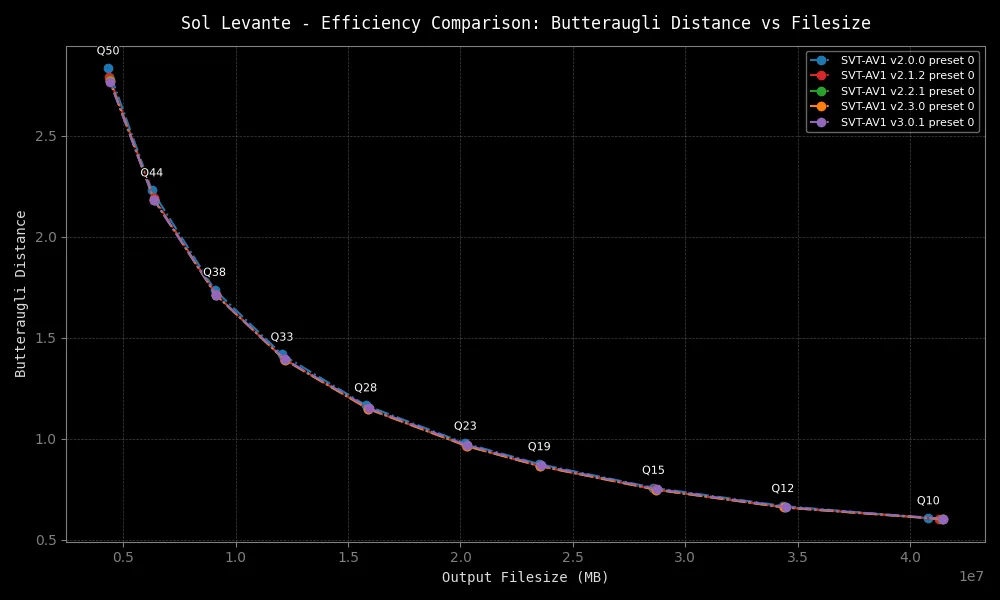 Sol Levante - Efficiency Comparison: Butteraugli Distance vs Filesize
SVT-AV1 v2.0.0 preset 0
SVT-AV1 v2.1.2 preset 0
SVT-AV1 v2.2.1 preset 0
SVT-AV1 v2.3.0 preset 0
SVT-AV1 v3.0.1 preset 0
Q50
Q44
Q38
Q33
Q28
Q23
Q19
Q15
Q12
Q10
Butteraugli Distance
2.5
2.0
1.5
1.0
0.5
0.5 1.0 1.5 2.0 2.5 3.0 3.5 4.0
1e7
Output Filesize (MB)